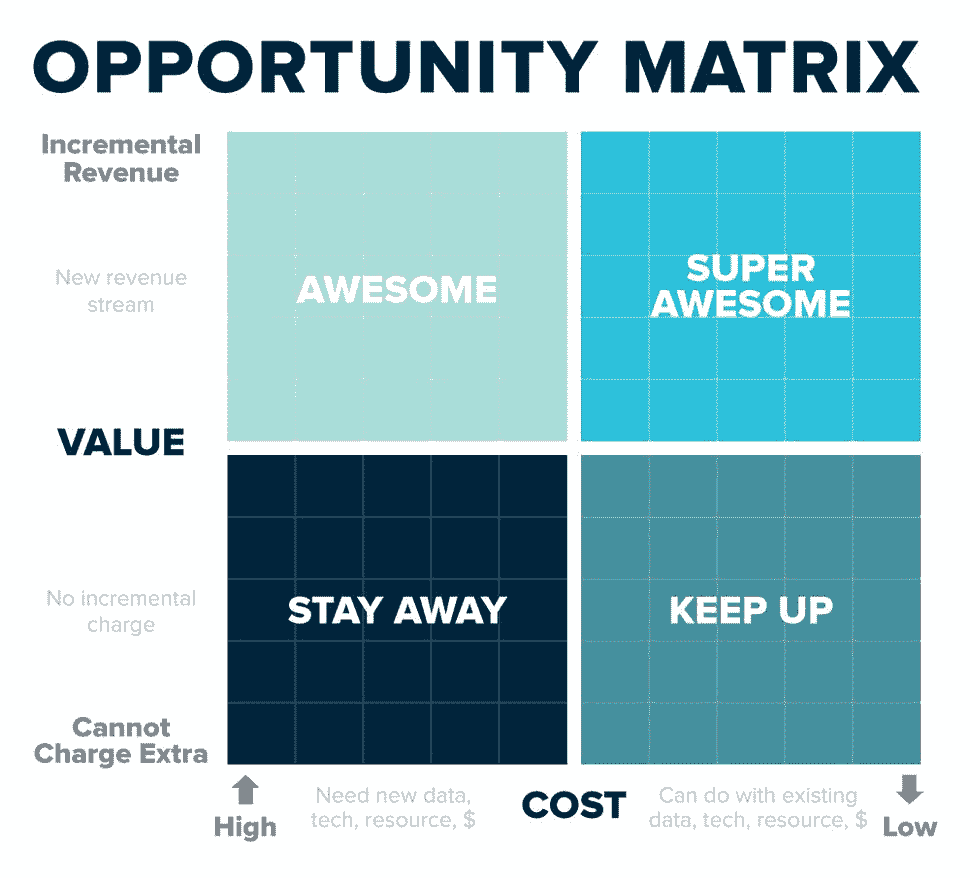 OPPORTUNITY MATRIX
Incremental
Revenue
New revenue
stream
AWESOME
SUPER
AWESOME
VALUE
No incremental
charge
STAY AWAY
KEEP UP
Cannot
Charge Extra
High
Need new data,
tech, resource, $
COST
Can do with existing
data, tech, resource, $
Low